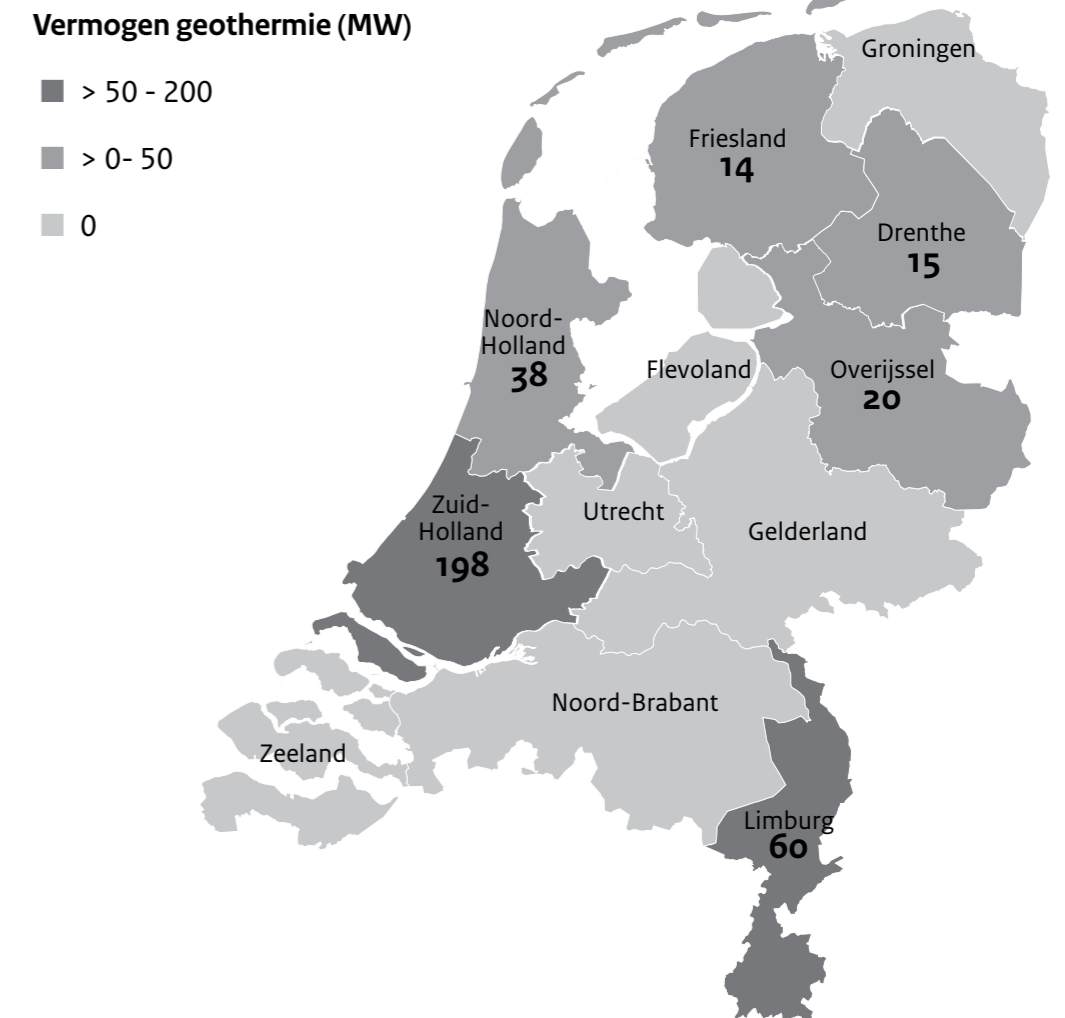 Vermogen geothermie (MW)
> 50 - 200
> 0- 50
0
Groningen
Friesland
14
Drenthe
15
Noord-
Holland
38
Flevoland
Overijssel
20
Zuid-
Holland
198
Utrecht
Gelderland
Noord-Brabant
Zeeland
Limburg
60